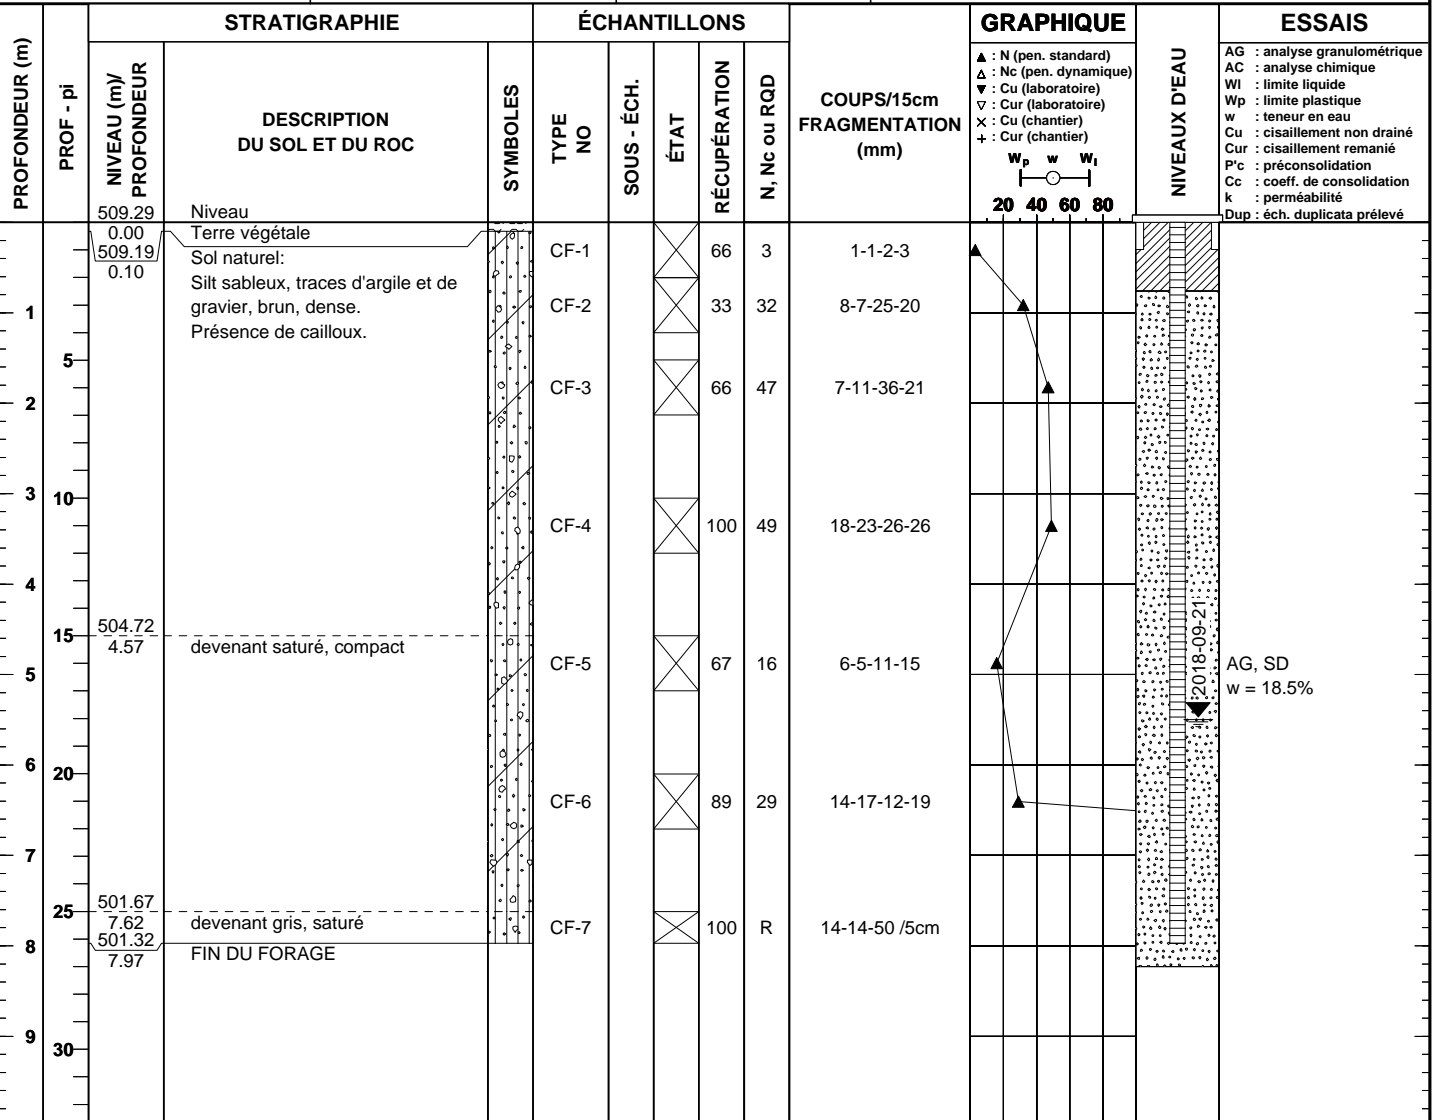 STRATIGRAPHIE
ÉCHANTILLONS
GRAPHIQUE
ESSAIS
PROFONDEUR (m)
PROF - pi
NIVEAU (m)/
PROFONDEUR
DESCRIPTION
DU SOL ET DU ROC
SYMBOLES
TYPE
NO
SOUS - ÉCH.
ÉTAT
RÉCUPÉRATION
N, Nc ou RQD
COUPS/15cm
FRAGMENTATION
(mm)
▲ : N (pen. standard)
△ : Nc (pen. dynamique)
▼ : Cu (laboratoire)
▽ : Cur (laboratoire)
× : Cu (chantier)
+ : Cur (chantier)
Wp w Wl
20 40 60 80
NIVEAUX D'EAU
AG : analyse granulométrique
AC : analyse chimique
Wl : limite liquide
Wp : limite plastique
w : teneur en eau
Cu : cisaillement non drainé
Cur : cisaillement remanié
P'c : préconsolidation
Cc : coeff. de consolidation
k : perméabilité
Dup : éch. duplicata prélevé
509.29 Niveau
0.00 Terre végétale
509.19 Sol naturel:
0.10
Silt sableux, traces d'argile et de
gravier, brun, dense.
Présence de cailloux.
CF-1 66 3 1-1-2-3
1
CF-2 33 32 8-7-25-20
5
CF-3 66 47 7-11-36-21
2
3
10
CF-4 100 49 18-23-26-26
4
504.72
15
4.57 devenant saturé, compact
CF-5 67 16 6-5-11-15
5
2018-09-21
AG, SD
w = 18.5%
6
20
CF-6 89 29 14-17-12-19
7
501.67
25
7.62 devenant gris, saturé
CF-7 100 R 14-14-50 /5cm
501.32
8
7.97 FIN DU FORAGE
9
30